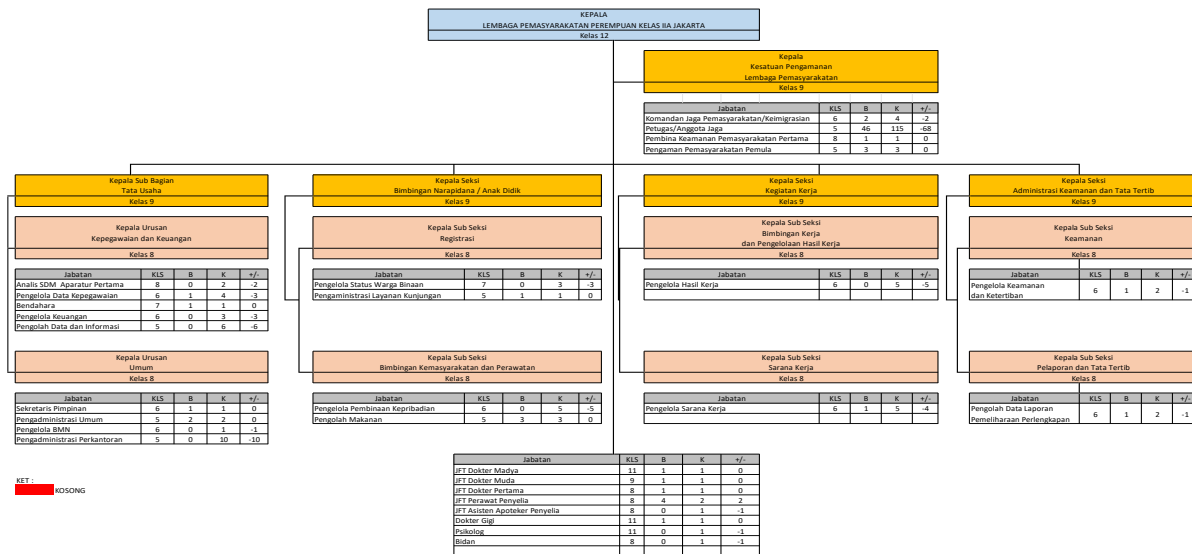 KEPALA
LEMBAGA PEMASYARAKATAN PEREMPUAN KELAS IIA JAKARTA
Kelas 12
Kepala
Kesatuan Pengamanan
Lembaga Pemasyarakatan
Kelas 9
Jabatan KLS B K +/-
Komandan Jaga Pemasyarakatan/Keimigrasian 6 2 4 -2
Petugas/Anggota Jaga 5 46 115 -68
Pembina Keamanan Pemasyarakatan Pertama 8 1 1 0
Pengaman Pemasyarakatan Pemula 5 3 3 0
Kepala Sub Bagian
Tata Usaha
Kelas 9
Kepala Urusan
Kepegawaian dan Keuangan
Kelas 8
Jabatan KLS B K +/-
Analis SDM Aparatur Pertama 8 0 2 -2
Pengelola Data Kepegawaian 6 1 4 -3
Bendahara 7 1 1 0
Pengelola Keuangan 6 0 3 -3
Pengolah Data dan Informasi 5 0 6 -6
Kepala Urusan
Umum
Kelas 8
Jabatan KLS B K +/-
Sekretaris Pimpinan 6 1 1 0
Pengadministrasi Umum 5 2 2 0
Pengelola BMN 6 0 1 -1
Pengadministrasi Perkantoran 5 0 10 -10
Kepala Seksi
Bimbingan Narapidana / Anak Didik
Kelas 9
Kepala Sub Seksi
Registrasi
Kelas 8
Jabatan KLS B K +/-
Pengelola Status Warga Binaan 7 0 3 -3
Pengaministrasi Layanan Kunjungan 5 1 1 0
Kepala Sub Seksi
Bimbingan Kemasyarakatan dan Perawatan
Kelas 8
Jabatan KLS B K +/-
Pengelola Pembinaan Kepribadian 6 0 5 -5
Pengolah Makanan 5 3 3 0
Kepala Seksi
Kegiatan Kerja
Kelas 9
Kepala Sub Seksi
Bimbingan Kerja
dan Pengelolaan Hasil Kerja
Kelas 8
Jabatan KLS B K +/-
Pengelola Hasil Kerja 6 0 5 -5
Kepala Sub Seksi
Sarana Kerja
Kelas 8
Jabatan KLS B K +/-
Pengelola Sarana Kerja 6 1 5 -4
Kepala Seksi
Administrasi Keamanan dan Tata Tertib
Kelas 9
Kepala Sub Seksi
Keamanan
Kelas 8
Jabatan KLS B K +/-
Pengelola Keamanan
dan Ketertiban 6 1 2 -1
Kepala Sub Seksi
Pelaporan dan Tata Tertib
Kelas 8
Jabatan KLS B K +/-
Pengolah Data Laporan
Pemeliharaan Perlengkapan 6 1 2 -1
Jabatan KLS B K +/-
JFT Dokter Madya 11 1 1 0
JFT Dokter Muda 9 1 1 0
JFT Dokter Pertama 8 1 1 0
JFT Perawat Penyelia 8 4 2 2
JFT Asisten Apoteker Penyelia 8 0 1 -1
Dokter Gigi 11 1 1 0
Psikolog 11 0 1 -1
Bidan 8 0 1 -1
KET :
KOSONG